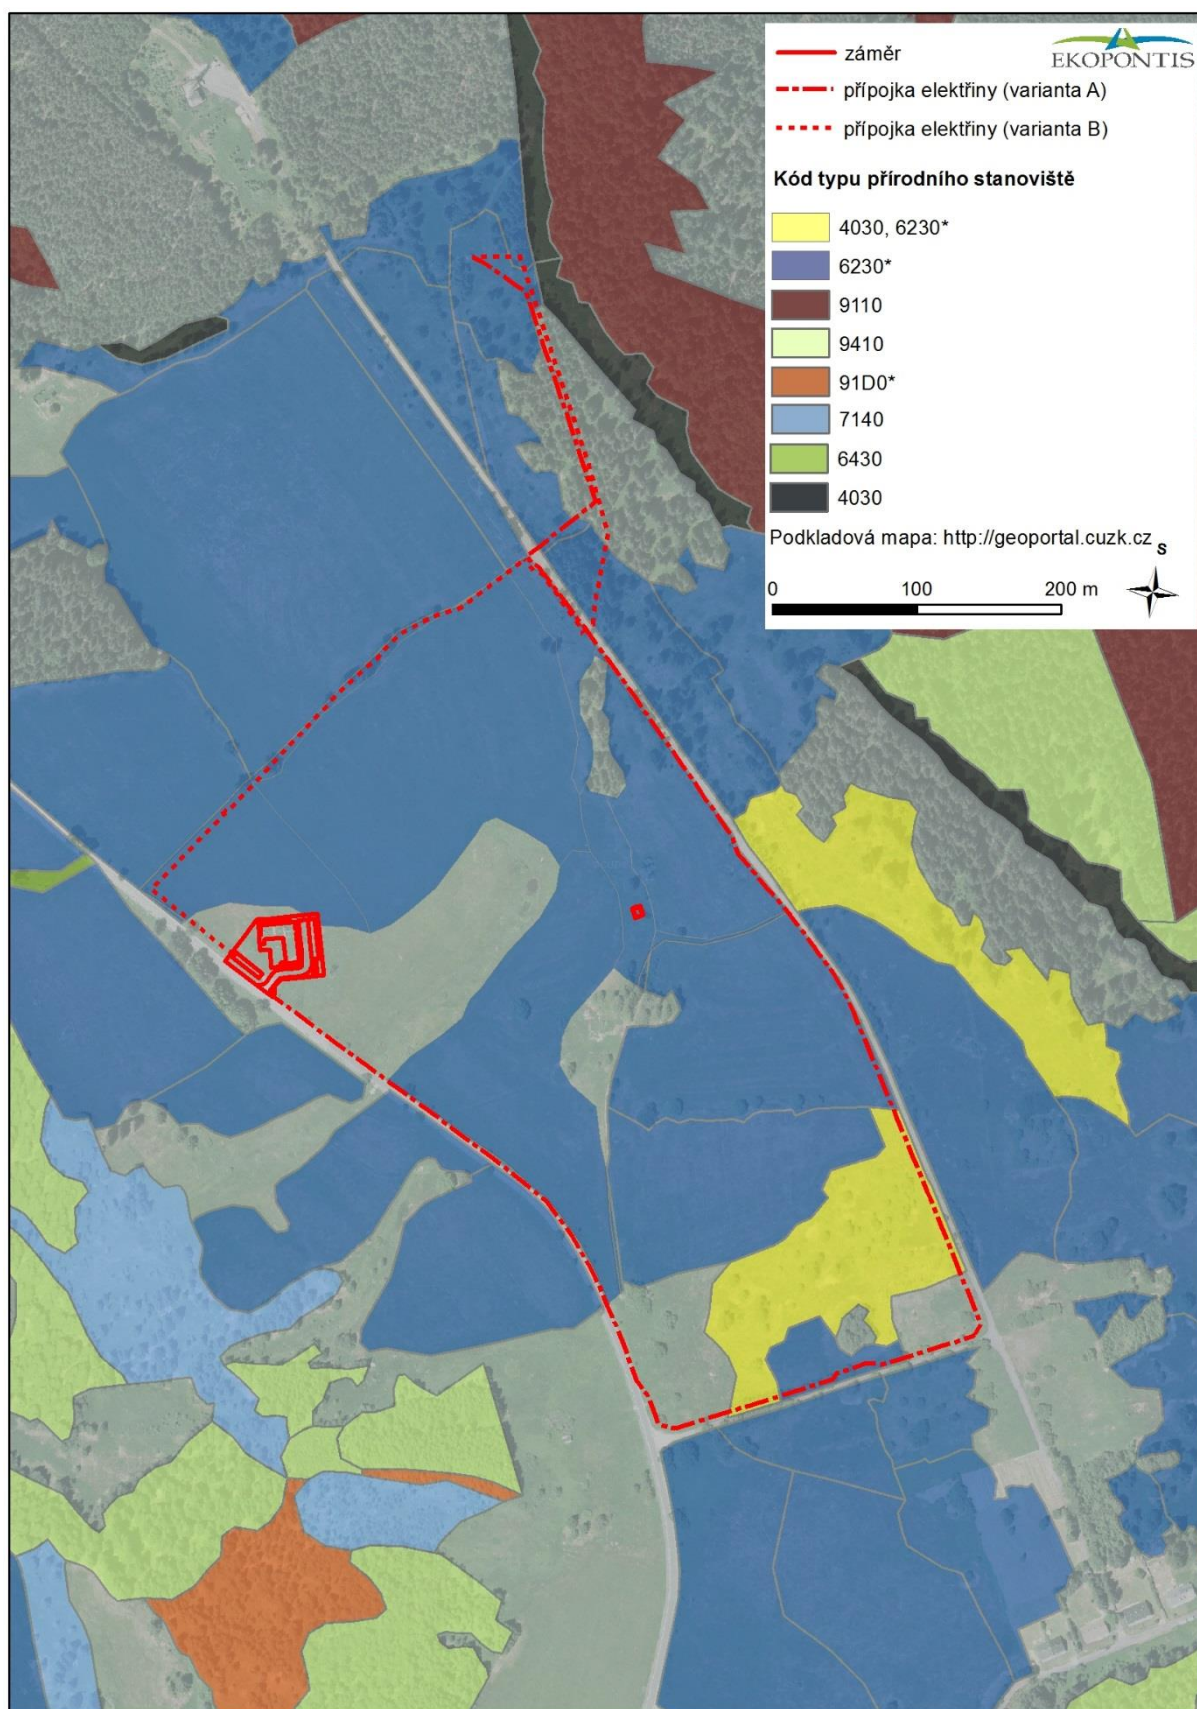 záměr
EKOPONTIS
přípojka elektřiny (varianta A)
přípojka elektřiny (varianta B)
Kód typu přírodního stanoviště
4030, 6230*
6230*
9110
9410
91D0*
7140
6430
4030
Podkladová mapa: http://geoportal.cuzk.cz
S
0 100 200 m